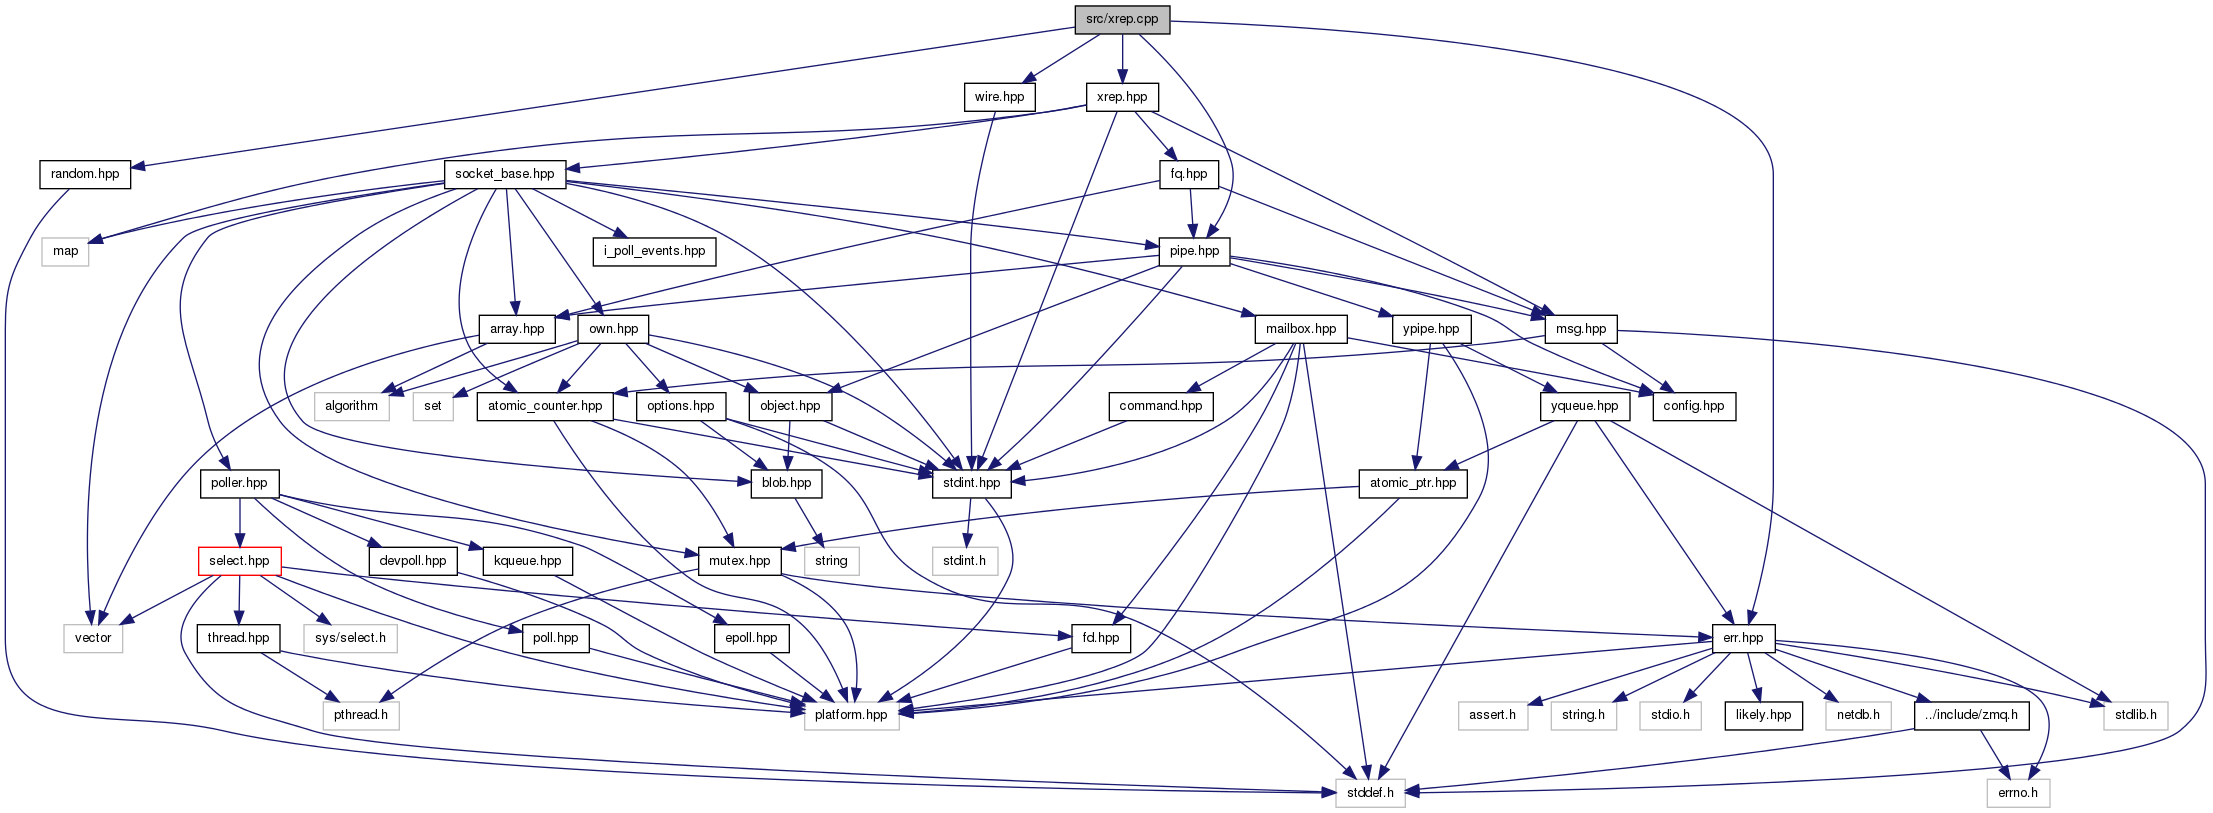 src/xrep.cpp
wire.hpp
xrep.hpp
random.hpp
socket_base.hpp
fq.hpp
map
i_poll_events.hpp
pipe.hpp
array.hpp
own.hpp
mailbox.hpp
ypipe.hpp
msg.hpp
algorithm
set
atomic_counter.hpp
options.hpp
object.hpp
command.hpp
yqueue.hpp
config.hpp
poller.hpp
blob.hpp
stdint.hpp
atomic_ptr.hpp
select.hpp
devpoll.hpp
kqueue.hpp
mutex.hpp
string
stdint.h
vector
thread.hpp
sys/select.h
poll.hpp
epoll.hpp
fd.hpp
err.hpp
pthread.h
platform.hpp
assert.h
string.h
stdio.h
likely.hpp
netdb.h
../include/zmq.h
stdlib.h
stddef.h
errno.h